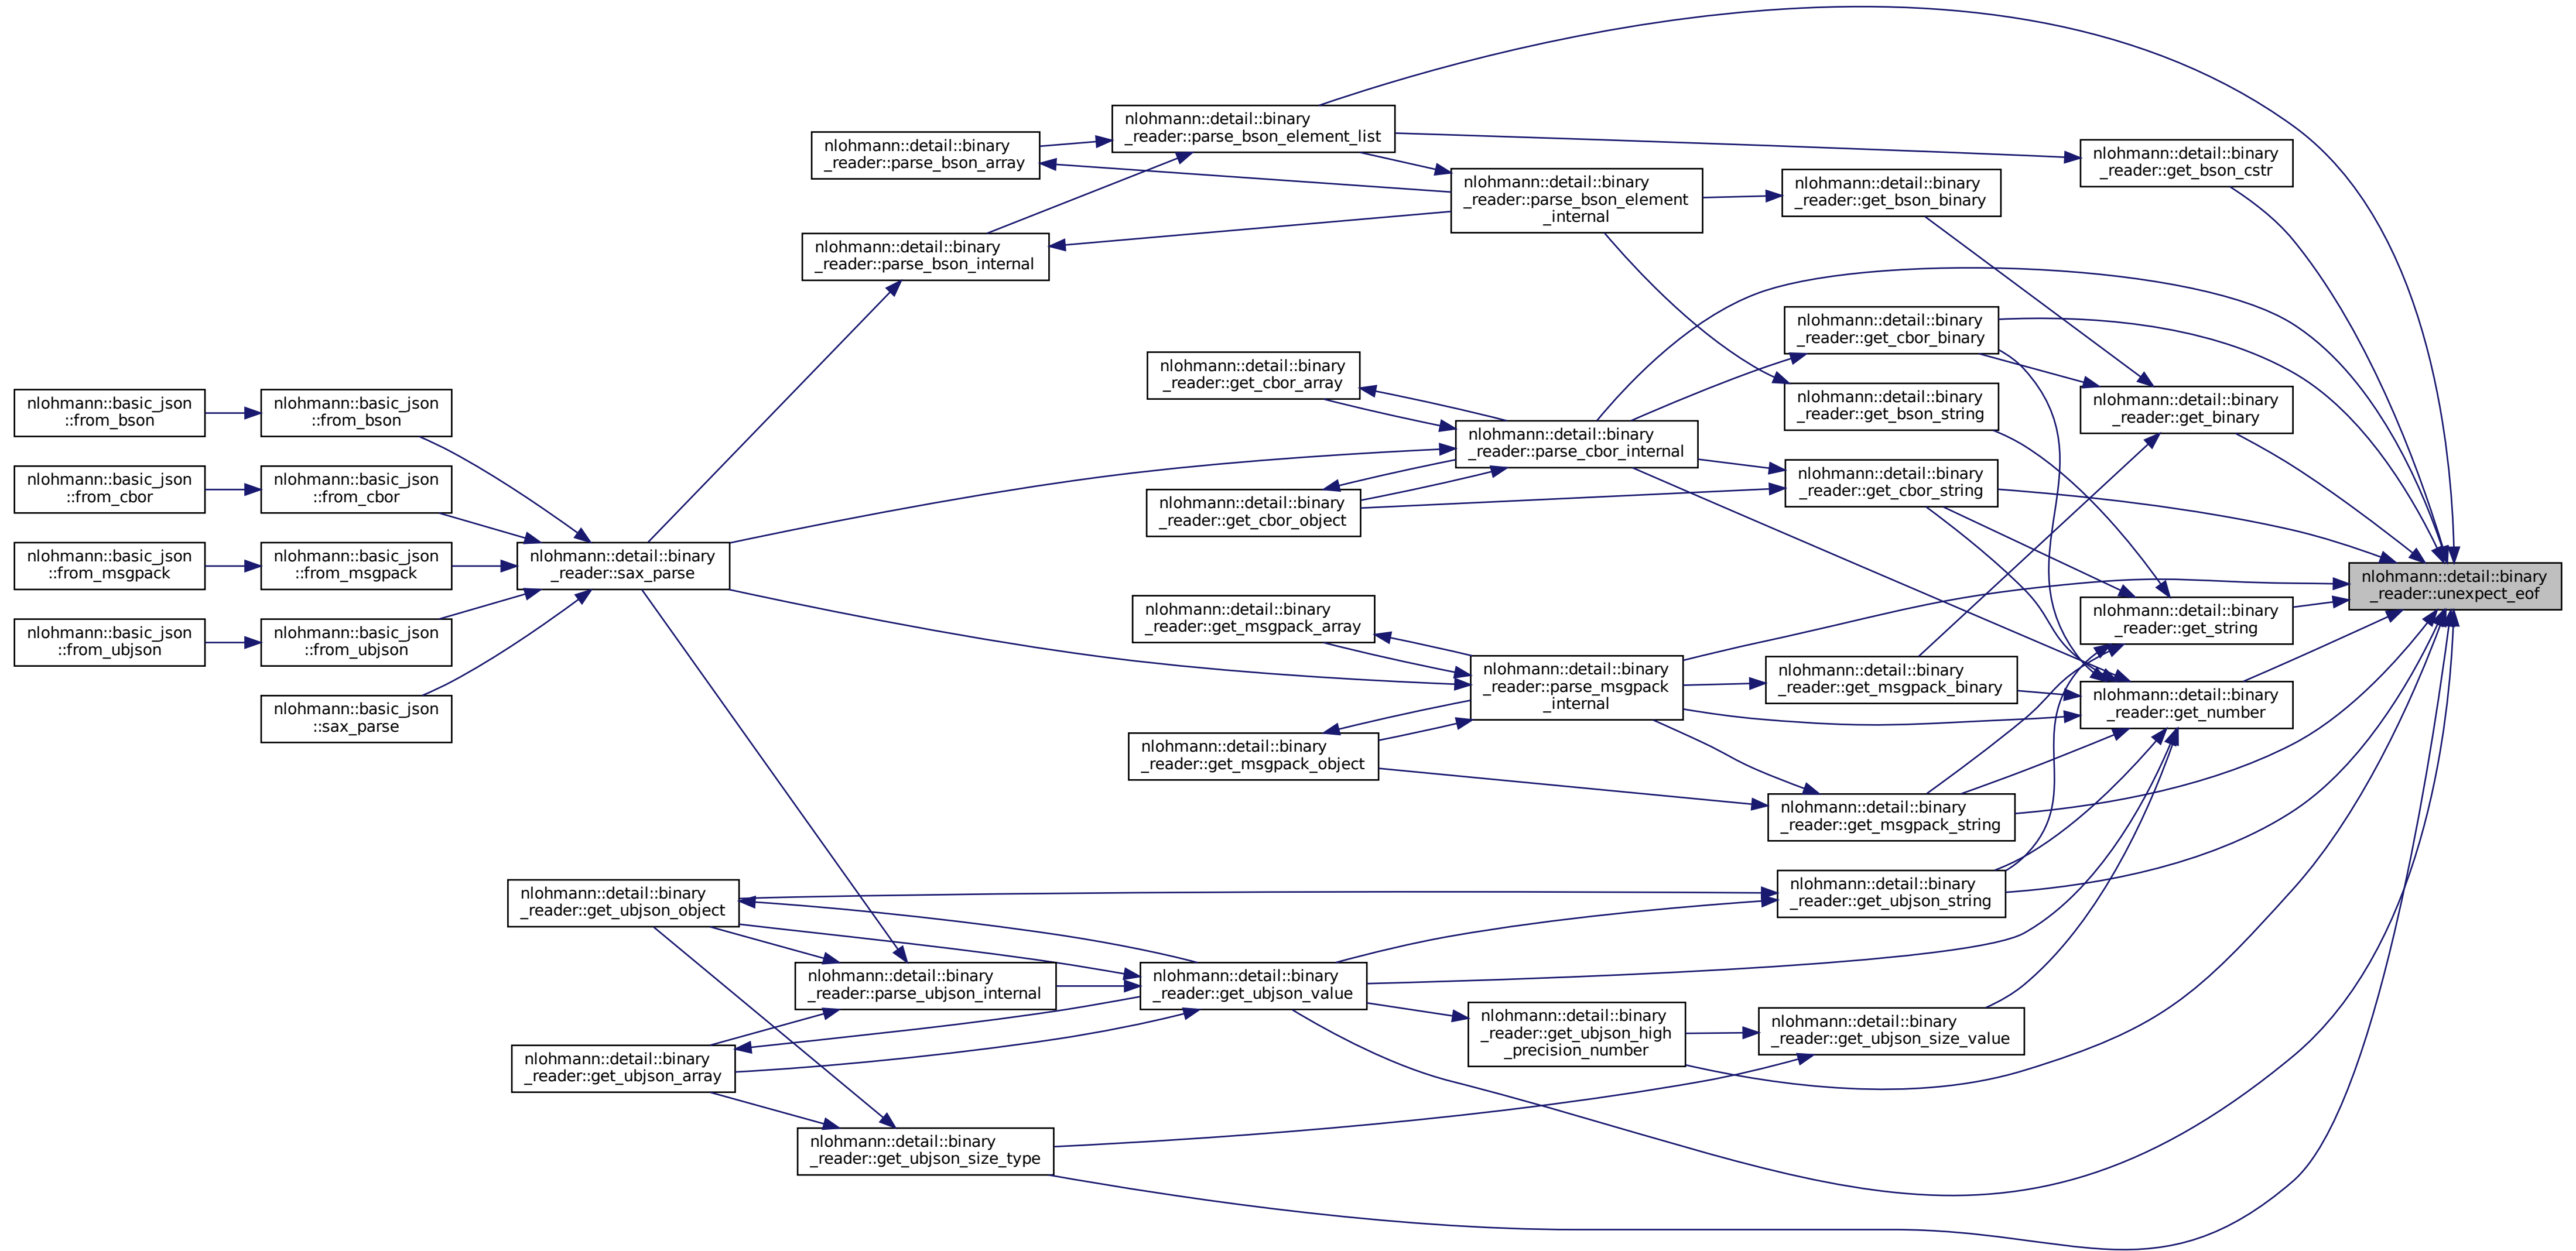 nlohmann::detail::binary
_reader::parse_bson_element_list
nlohmann::detail::binary
_reader::parse_bson_array
nlohmann::detail::binary
_reader::get_bson_cstr
nlohmann::detail::binary
_reader::parse_bson_element
_internal
nlohmann::detail::binary
_reader::get_bson_binary
nlohmann::detail::binary
_reader::parse_bson_internal
nlohmann::detail::binary
_reader::get_cbor_binary
nlohmann::detail::binary
_reader::get_cbor_array
nlohmann::basic_json
::from_bson
nlohmann::basic_json
::from_bson
nlohmann::detail::binary
_reader::get_bson_string
nlohmann::detail::binary
_reader::get_binary
nlohmann::detail::binary
_reader::parse_cbor_internal
nlohmann::basic_json
::from_cbor
nlohmann::basic_json
::from_cbor
nlohmann::detail::binary
_reader::get_cbor_string
nlohmann::detail::binary
_reader::get_cbor_object
nlohmann::basic_json
::from_msgpack
nlohmann::basic_json
::from_msgpack
nlohmann::detail::binary
_reader::sax_parse
nlohmann::detail::binary
_reader::unexpect_eof
nlohmann::detail::binary
_reader::get_msgpack_array
nlohmann::detail::binary
_reader::get_string
nlohmann::basic_json
::from_ubjson
nlohmann::basic_json
::from_ubjson
nlohmann::detail::binary
_reader::parse_msgpack
_internal
nlohmann::detail::binary
_reader::get_msgpack_binary
nlohmann::detail::binary
_reader::get_number
nlohmann::basic_json
::sax_parse
nlohmann::detail::binary
_reader::get_msgpack_object
nlohmann::detail::binary
_reader::get_msgpack_string
nlohmann::detail::binary
_reader::get_ubjson_object
nlohmann::detail::binary
_reader::get_ubjson_string
nlohmann::detail::binary
_reader::parse_ubjson_internal
nlohmann::detail::binary
_reader::get_ubjson_value
nlohmann::detail::binary
_reader::get_ubjson_high
_precision_number
nlohmann::detail::binary
_reader::get_ubjson_size_value
nlohmann::detail::binary
_reader::get_ubjson_array
nlohmann::detail::binary
_reader::get_ubjson_size_type